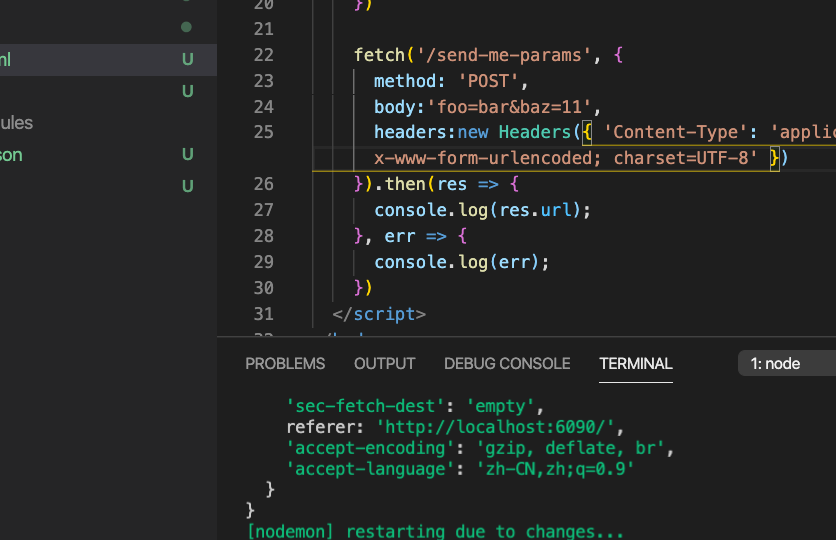 20 })
21
22 fetch('/send-me-params', {
U
23 method: 'POST',
U
24 body:'foo=bar&baz=11',
ules
25 headers:new Headers({ 'Content-Type': 'applic
son U
x-www-form-urlencoded; charset=UTF-8' })
26 }).then(res => {
U
27 console.log(res.url);
28 }, err => {
29 console.log(err);
30 })
31 </script>
PROBLEMS OUTPUT DEBUG CONSOLE TERMINAL 1: node
'sec-fetch-dest': 'empty',
referer: 'http://localhost:6090/',
'accept-encoding': 'gzip, deflate, br',
'accept-language': 'zh-CN,zh;q=0.9'
}
}
[nodemon] restarting due to changes...